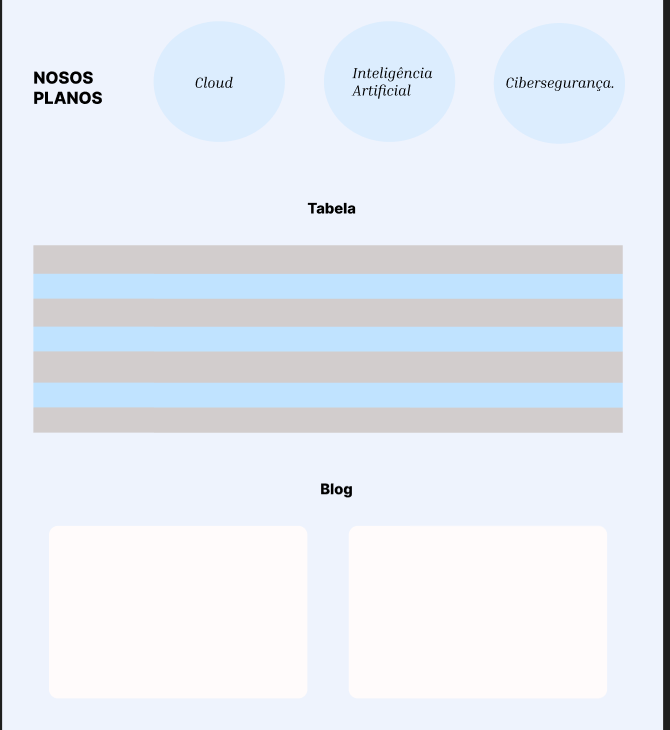 NOSOS
PLANOS
Cloud
Inteligência
Artificial
Cibersegurança.
Tabela
Blog